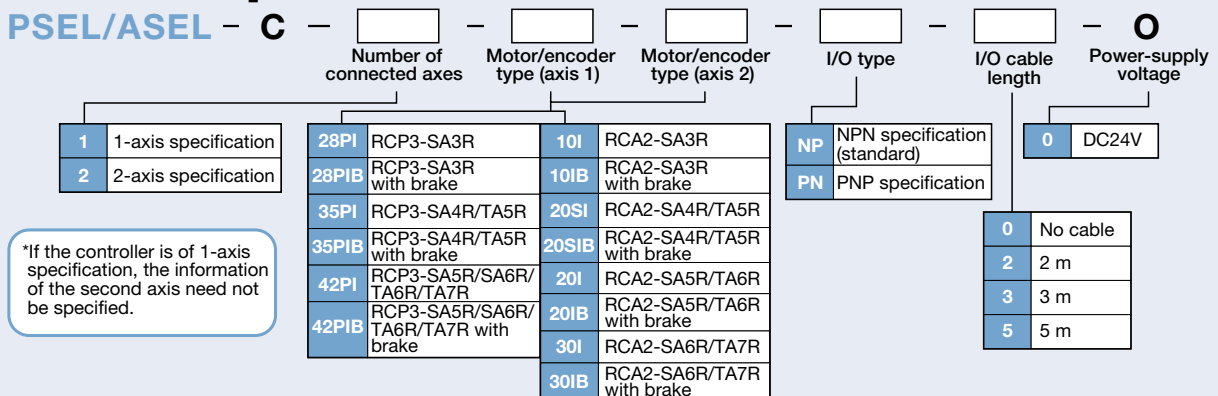 PSEL/ASEL – C – – – – – – O
Number of
connected axes
Motor/encoder
type (axis 1)
Motor/encoder
type (axis 2)
I/O type
I/O cable
length
Power-supply
voltage
1 1-axis specification
2 2-axis specification
*If the controller is of 1-axis
specification, the information
of the second axis need not
be specified.
28PI RCP3-SA3R
28PIB RCP3-SA3R
with brake
35PI RCP3-SA4R/TA5R
35PIB RCP3-SA4R/TA5R
with brake
42PI RCP3-SA5R/SA6R/
TA6R/TA7R
42PIB RCP3-SA5R/SA6R/
TA6R/TA7R with
brake
10I RCA2-SA3R
10IB RCA2-SA3R
with brake
20SI RCA2-SA4R/TA5R
20SIB RCA2-SA4R/TA5R
with brake
20I RCA2-SA5R/TA6R
20IB RCA2-SA5R/TA6R
with brake
30I RCA2-SA6R/TA7R
30IB RCA2-SA6R/TA7R
with brake
NP NPN specification
(standard)
PN PNP specification
0 No cable
2 2 m
3 3 m
5 5 m
0 DC24V